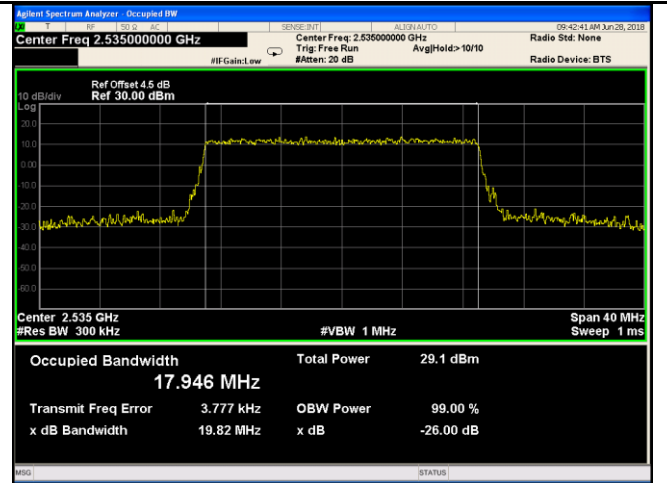 Agilent Spectrum Analyzer - Occupied BW
T RF 50 Ω AC SENSE:INT ALIGN AUTO 09:42:41 AM Jun 28, 2018
Center Freq 2.535000000 GHz Center Freq: 2.535000000 GHz Radio Std: None
Trig: Free Run Avg|Hold:> 10/10
#IFGain:Low #Atten: 20 dB Radio Device: BTS
Ref Offset 4.5 dB
10 dB/div Ref 30.00 dBm
Log
20.0
10.0
0.00
-10.0
-20.0
-30.0
-40.0
-50.0
-60.0
Center 2.535 GHz Span 40 MHz
#Res BW 300 kHz #VBW 1 MHz Sweep 1 ms
Occupied Bandwidth Total Power 29.1 dBm
17.946 MHz
Transmit Freq Error 3.777 kHz OBW Power 99.00 %
x dB Bandwidth 19.82 MHz x dB -26.00 dB
MSG STATUS